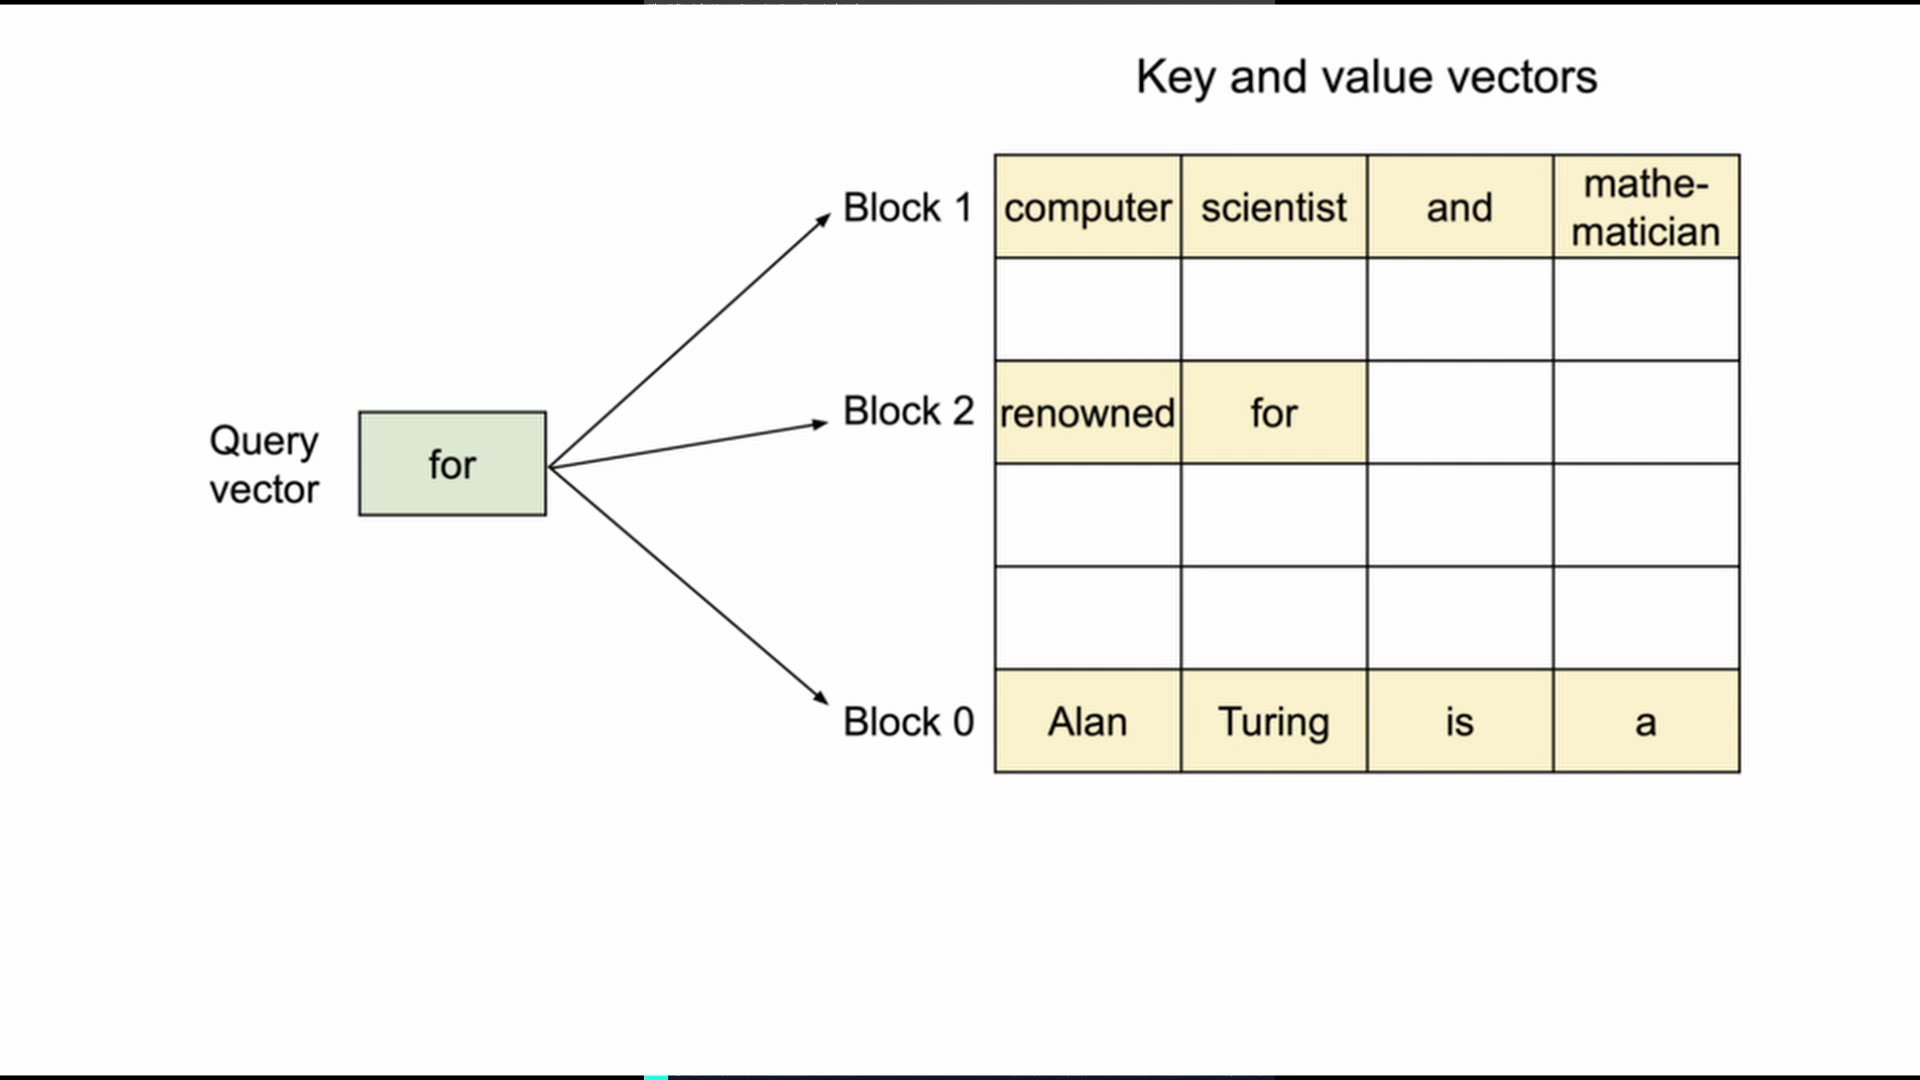 Key and value vectors
Block 1
computer
scientist
and
mathe-
matician
Query
vector
for
Block 2
renowned
for
Block 0
Alan
Turing
is
a